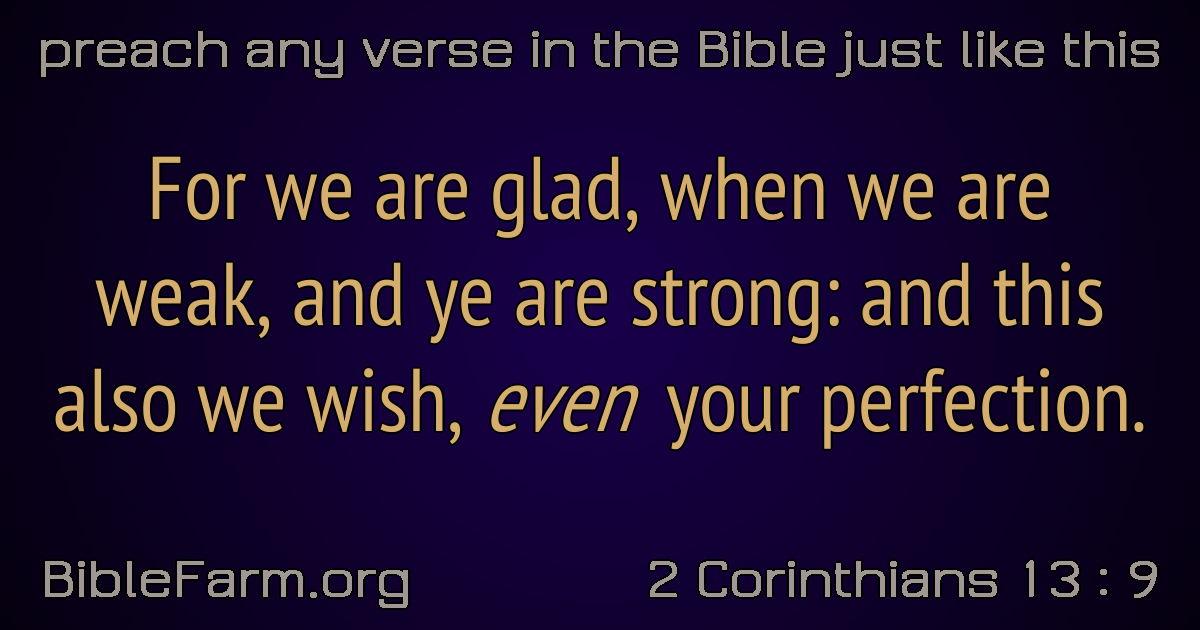 preach any verse in the Bible just like this
For we are glad, when we are
weak, and ye are strong: and this
also we wish, even your perfection.
BibleFarm.org
2 Corinthians 13 : 9